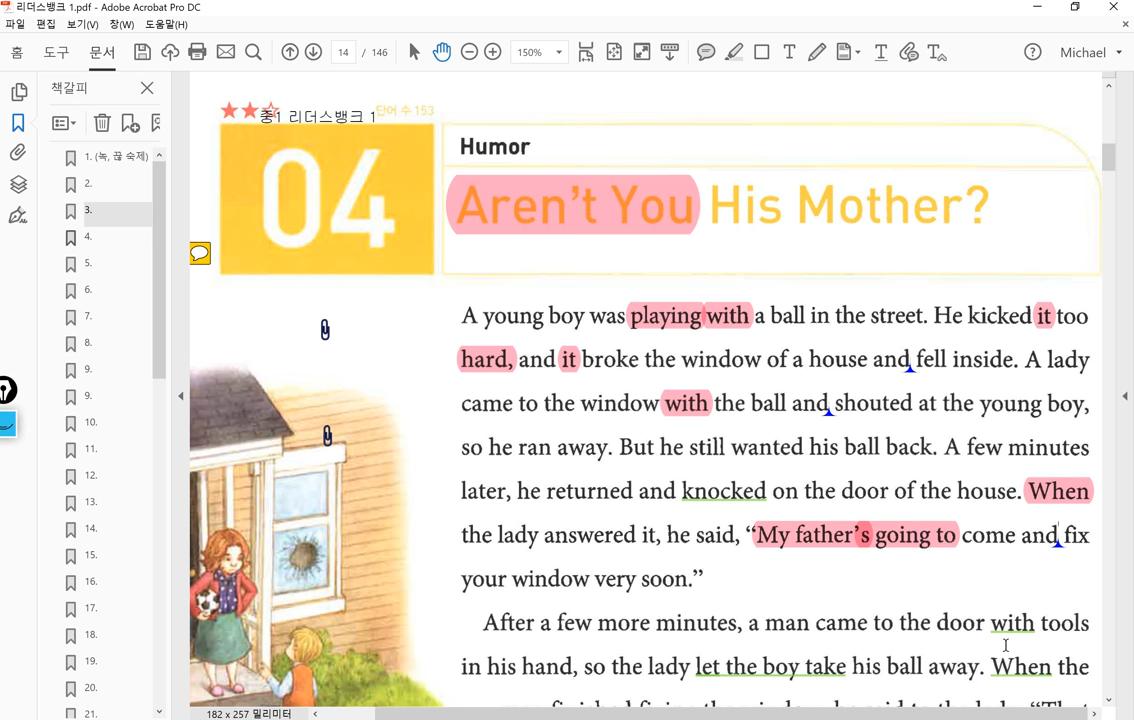 리더스뱅크 1.pdf - Adobe Acrobat Pro DC
파일 편집 보기(V) 창(W) 도움말(H)
홈 도구 문서 14 / 146 150% Michael
책갈피
1. (녹, 끊 숙제)
2.
3.
4.
5.
6.
7.
8.
9.
10.
11.
12.
13.
14.
15.
16.
17.
18.
19.
20.
21.
중1 리더스뱅크 1 단어 수 153
04
Humor
Aren't You His Mother?
A young boy was playing with a ball in the street. He kicked it too
hard, and it broke the window of a house and fell inside. A lady
came to the window with the ball and shouted at the young boy,
so he ran away. But he still wanted his ball back. A few minutes
later, he returned and knocked on the door of the house. When
the lady answered it, he said, “My father’s going to come and fix
your window very soon.”
After a few more minutes, a man came to the door with tools
in his hand, so the lady let the boy take his ball away. When the
182 x 257 밀리미터